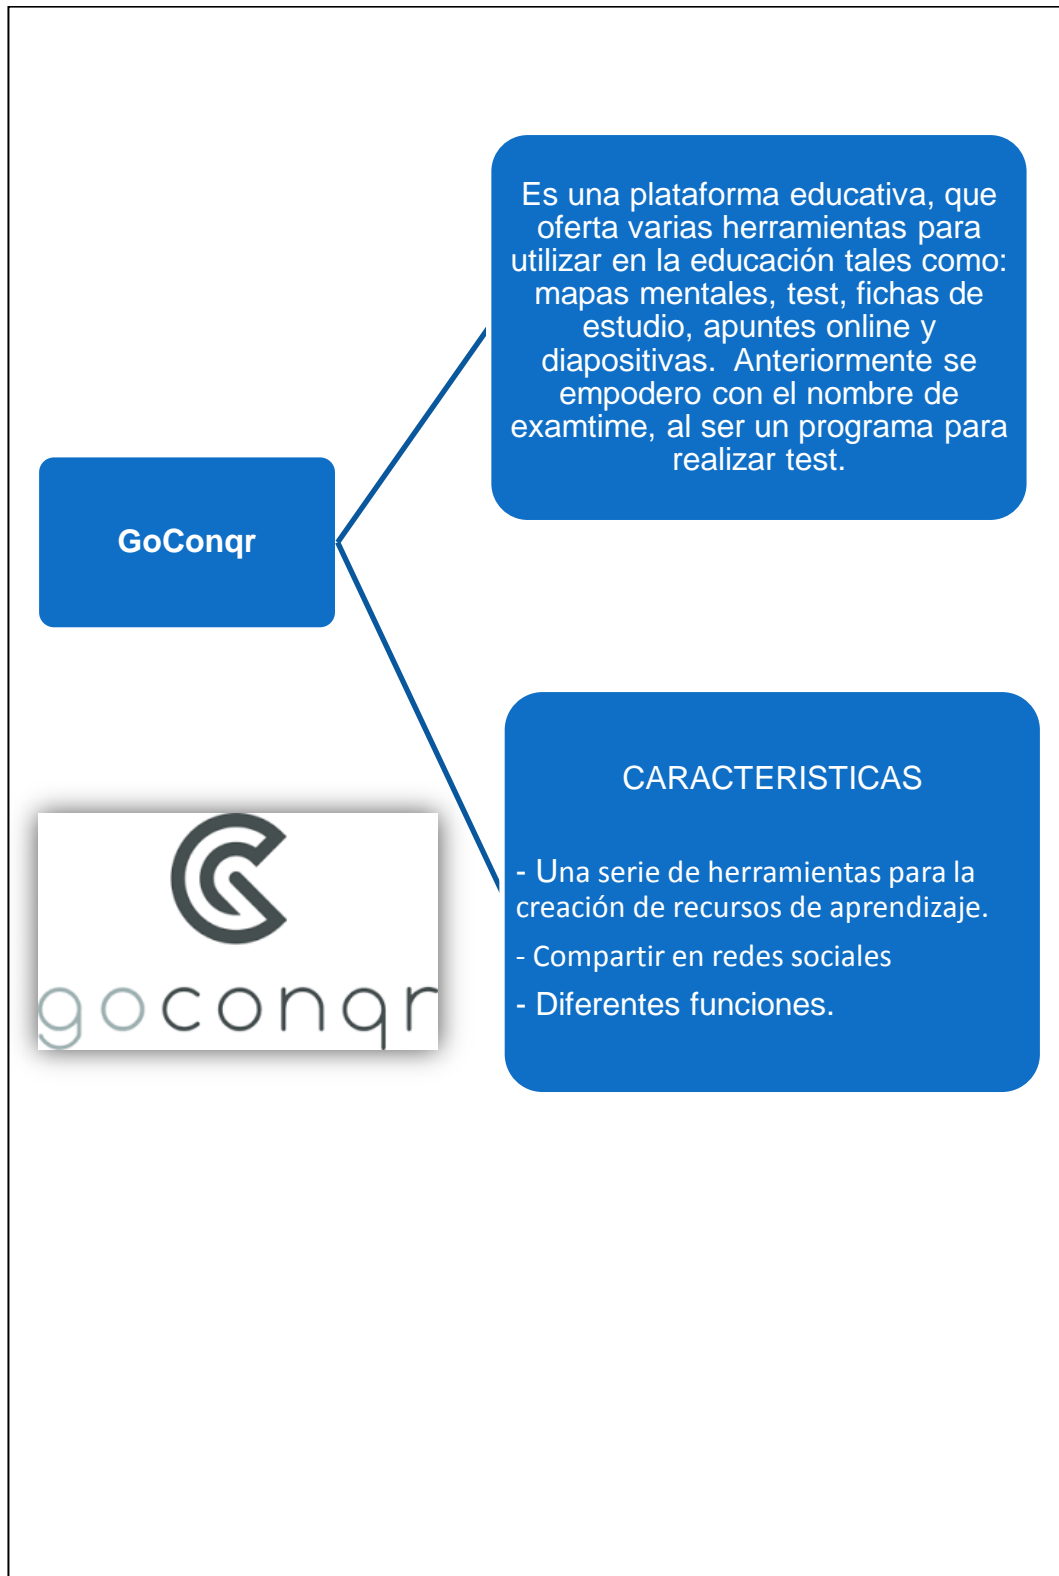 Es una plataforma educativa, que
oferta varias herramientas para
utilizar en la educación tales como:
mapas mentales, test, fichas de
estudio, apuntes online y
diapositivas.  Anteriormente se
empodero con el nombre de
examtime, al ser un programa para
realizar test.
GoConqr
CARACTERISTICAS
- Una serie de herramientas para la
creación de recursos de aprendizaje.
- Compartir en redes sociales
- Diferentes funciones.
goconqr